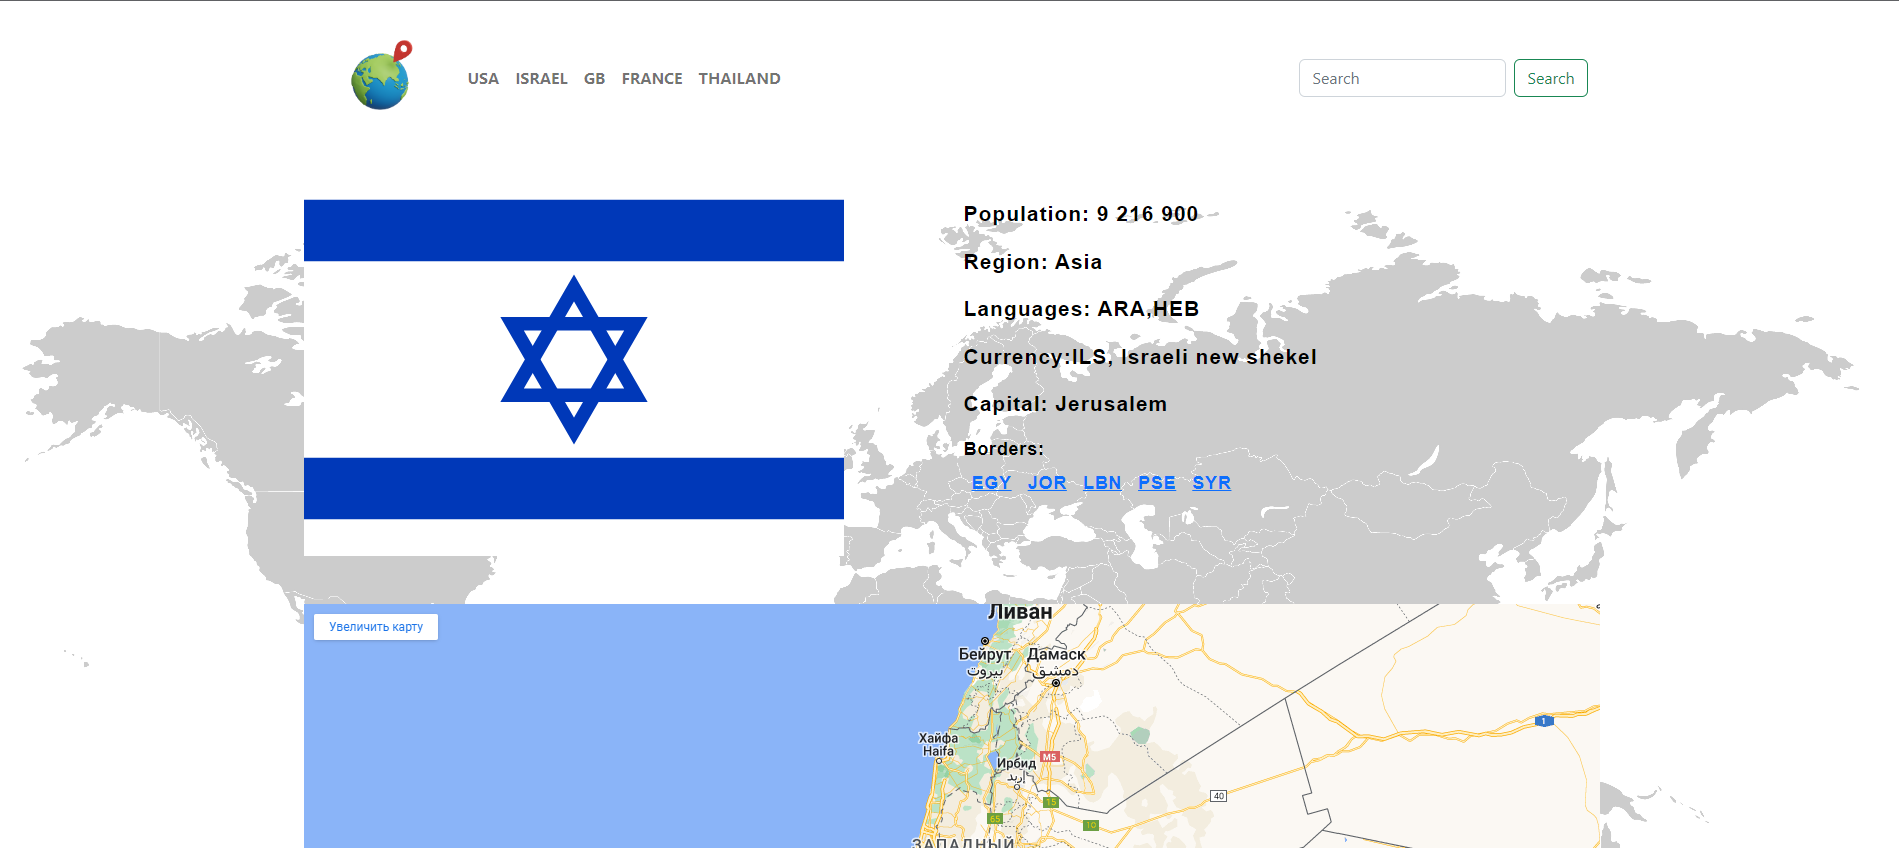 USA ISRAEL GB FRANCE THAILAND
Search Search
Population: 9 216 900
Region: Asia
Languages: ARA,HEB
Currency:ILS, Israeli new shekel
Capital: Jerusalem
Borders:
EGY JOR LBN PSE SYR
Увеличить карту
Ливан
Бейрут
بيروت
Дамаск
دمشق
Хайфа
Haifa
Ирбид
إربد
M5
1
40
15
65
10
ЗАПАДНЫЙ